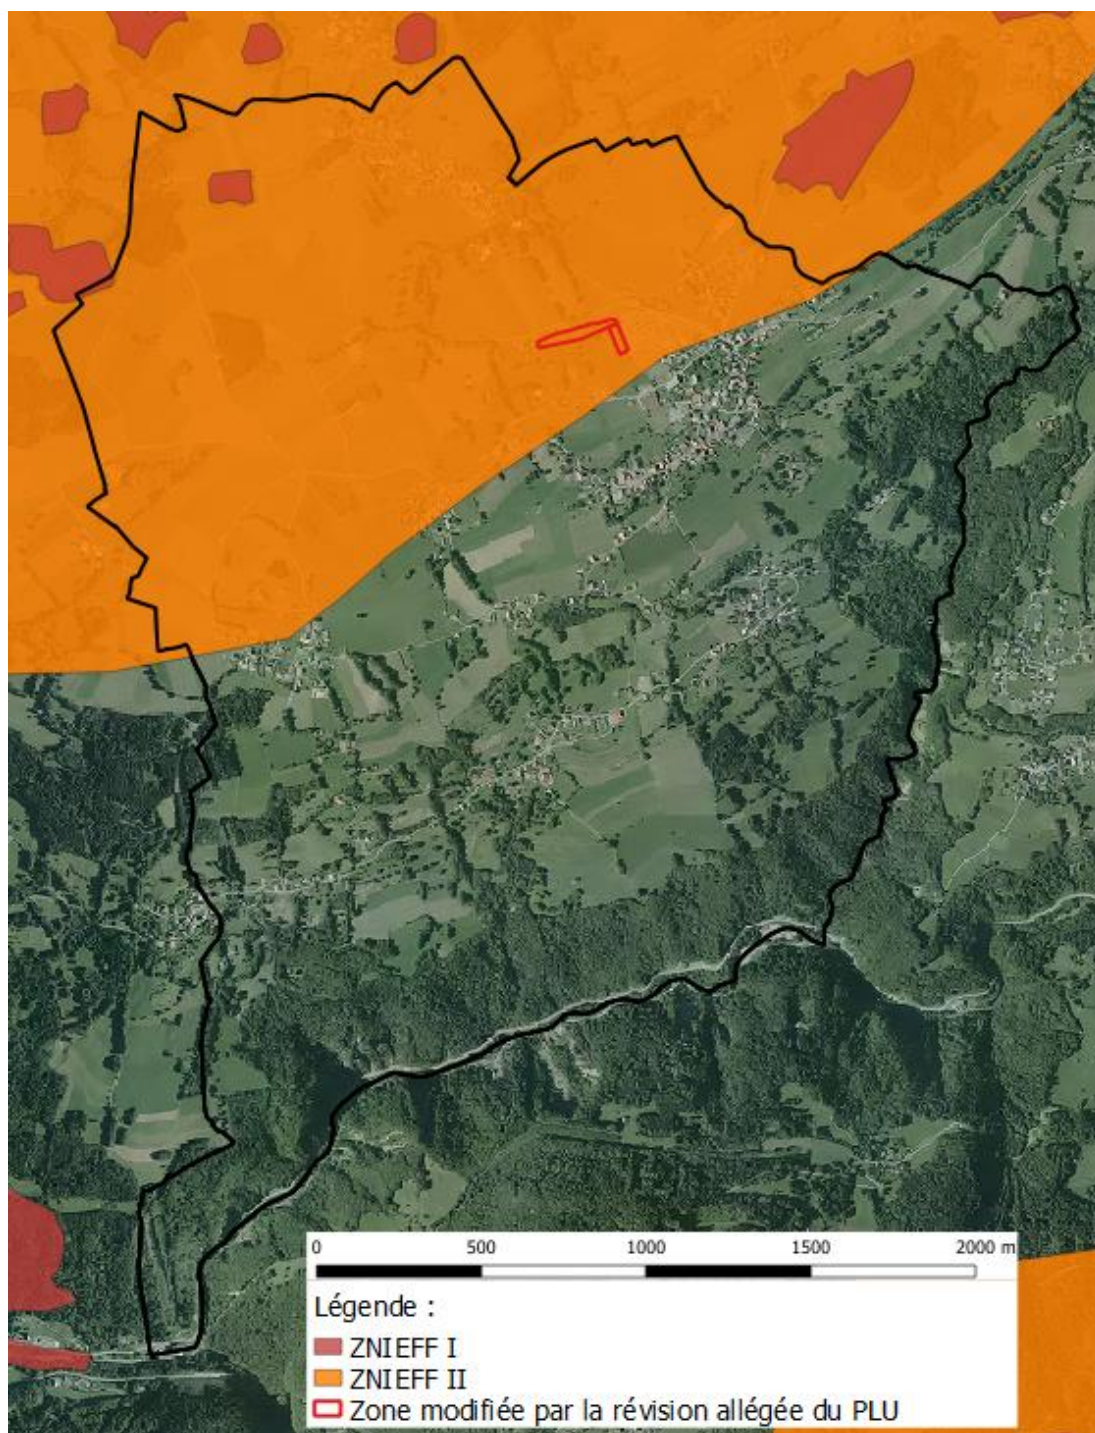 0 500 1000 1500 2000 m
Légende :
ZNIEFF I
ZNIEFF II
Zone modifiée par la révision allégée du PLU